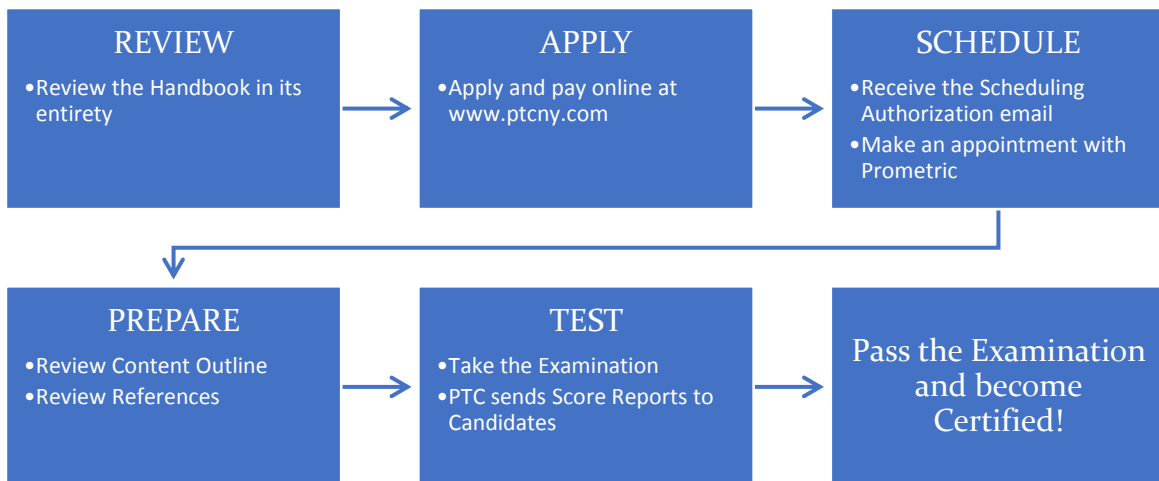 REVIEW
•Review the Handbook in its
entirety
APPLY
•Apply and pay online at
www.ptcny.com
SCHEDULE
•Receive the Scheduling
Authorization email
•Make an appointment with
Prometric
PREPARE
•Review Content Outline
•Review References
TEST
•Take the Examination
•PTC sends Score Reports to
Candidates
Pass the Examination
and become
Certified!